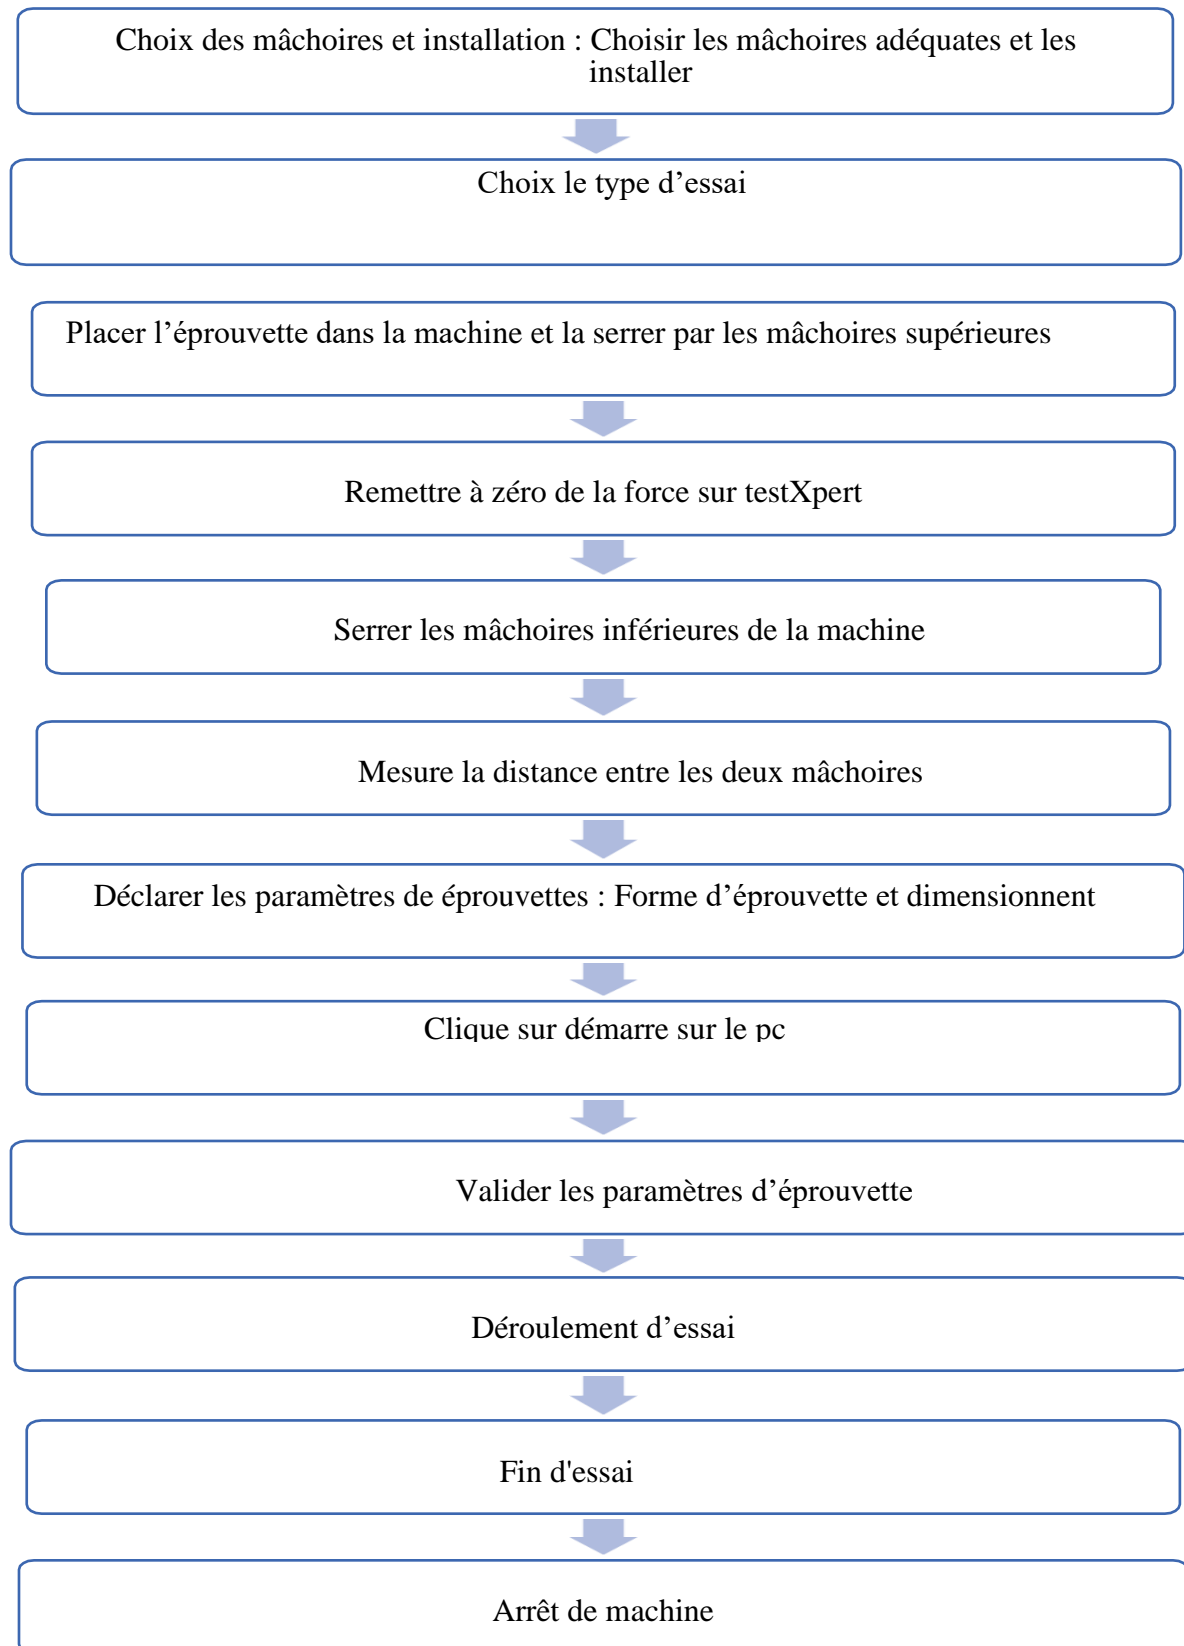 Choix des mâchoires et installation : Choisir les mâchoires adéquates et les
installer
Choix le type d’essai
Placer l’éprouvette dans la machine et la serrer par les mâchoires supérieures
Remettre à zéro de la force sur testXpert
Serrer les mâchoires inférieures de la machine
Mesure la distance entre les deux mâchoires
Déclarer les paramètres de éprouvettes : Forme d’éprouvette et dimensionnent
Clique sur démarre sur le pc
Valider les paramètres d’éprouvette
Déroulement d’essai
Fin d'essai
Arrêt de machine